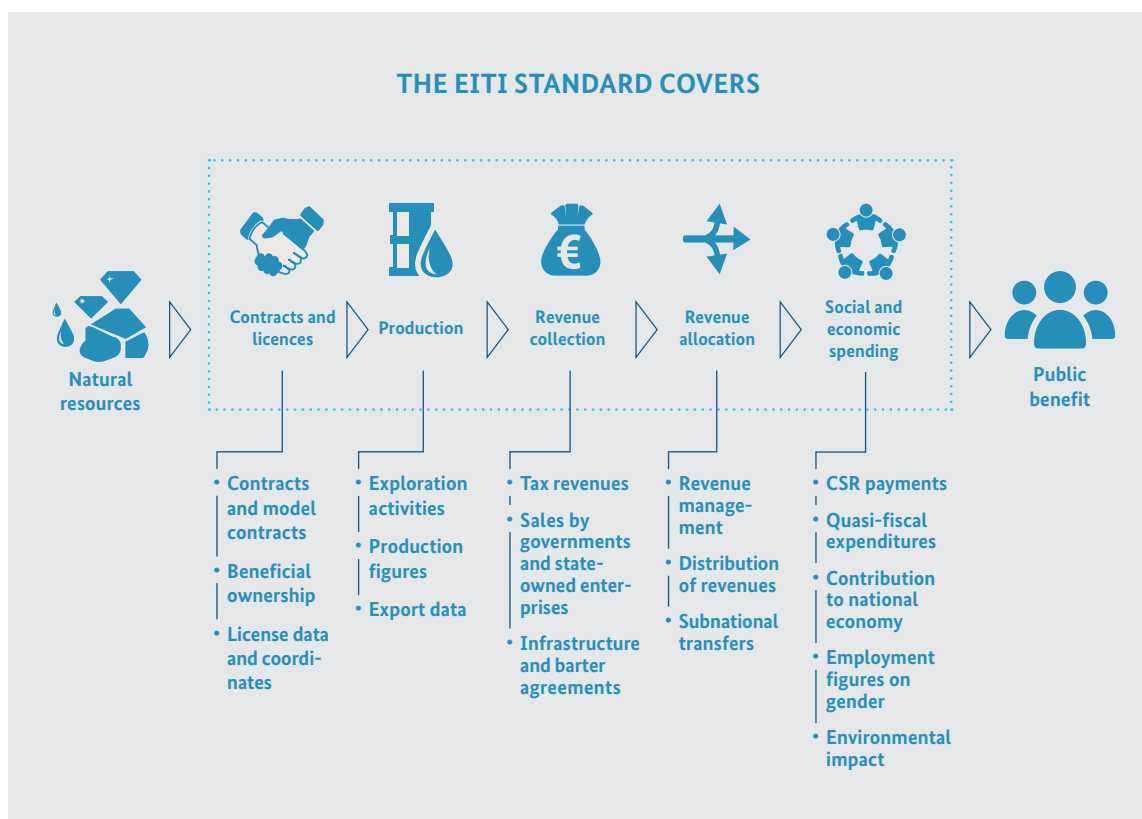 THE EITI STANDARD COVERS
€
Natural
resources
Contracts and
licences
Production
Revenue
collection
Revenue
allocation
Social and
economic
spending
Public
benefit
• Contracts
and model
contracts
• Beneficial
ownership
• License data
and coordi-
nates
• Exploration
activities
• Production
figures
• Export data
• Tax revenues
• Sales by
governments
and state-
owned enter-
prises
• Infrastructure
and barter
agreements
• Revenue
manage-
ment
• Distribution
of revenues
• Subnational
transfers
• CSR payments
• Quasi-fiscal
expenditures
• Contribution
to national
economy
• Employment
figures on
gender
• Environmental
impact